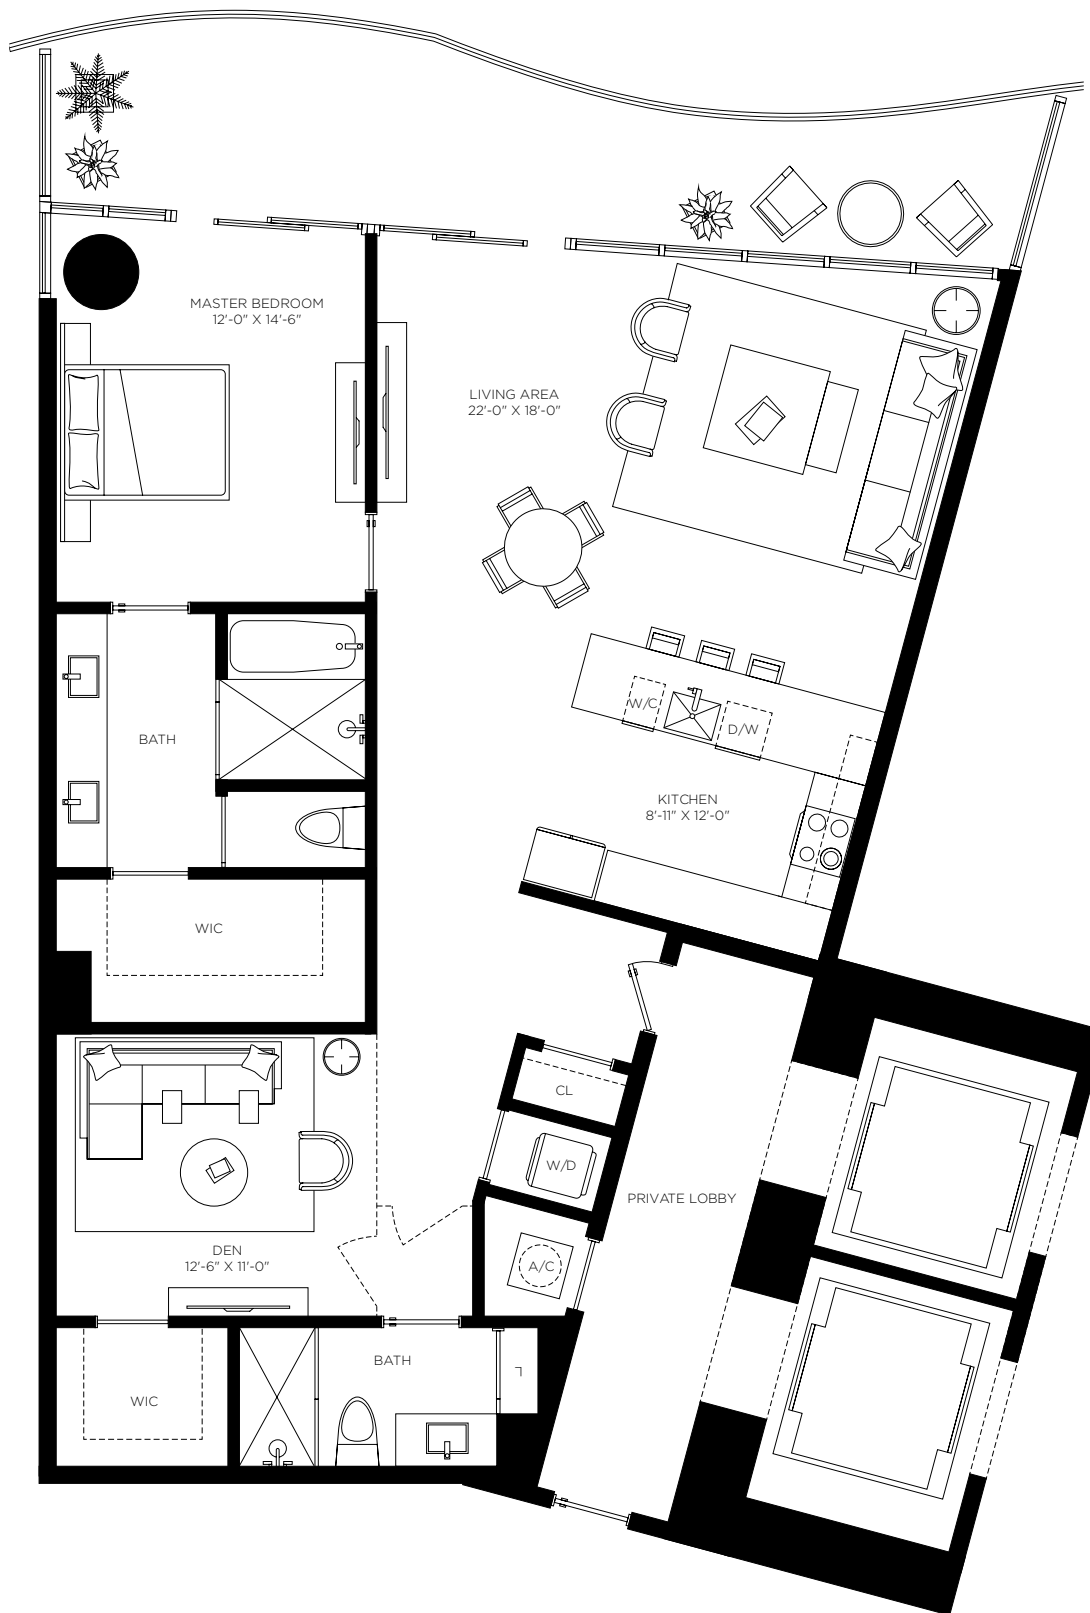 MASTER BEDROOM
12'-0" X 14'-6"
LIVING AREA
22'-0" X 18'-0"
W/C
D/W
BATH
KITCHEN
8'-11" X 12'-0"
WIC
CL
W/D
PRIVATE LOBBY
DEN
12'-6" X 11'-0"
A/C
BATH
L
WIC